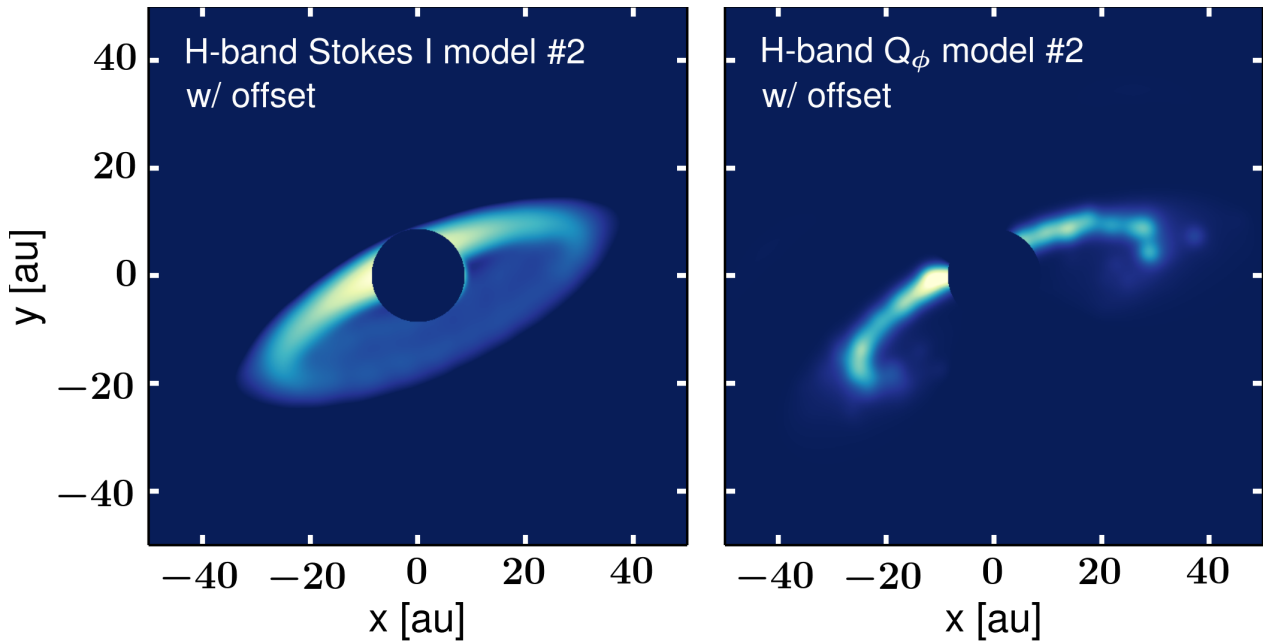 H-band Stokes I model #2
w/ offset
H-band Qϕ model #2
w/ offset
40
20
0
−20
−40
y [au]
−40 −20 0 20 40
x [au]
−40 −20 0 20 40
x [au]